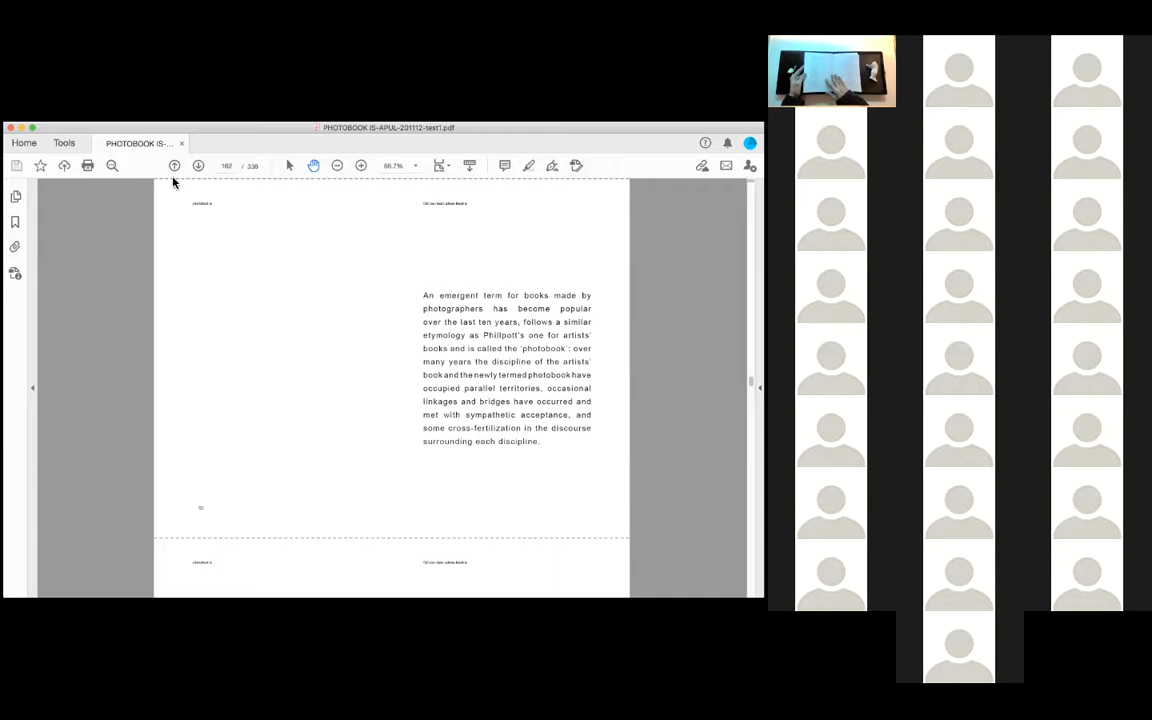 PHOTOBOOK IS-APUL-201112-test1.pdf
Home
Tools
PHOTOBOOK IS-...
162 / 338
66.7%
An emergent term for books made by
photographers has become popular
over the last ten years, follows a similar
etymology as Phillpott's one for artists'
books and is called the 'photobook': over
many years the discipline of the artists'
book and the newly termed photobook have
occupied parallel territories, occasional
linkages and bridges have occurred and
met with sympathetic acceptance, and
some cross-fertilization in the discourse
surrounding each discipline.